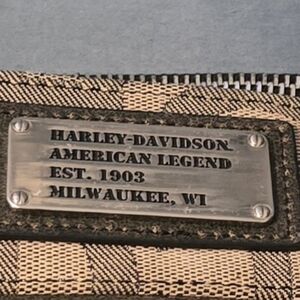 HARLEY-DAVIDSON
AMERICAN LEGEND
EST. 1903
MILWAUKEE, WI